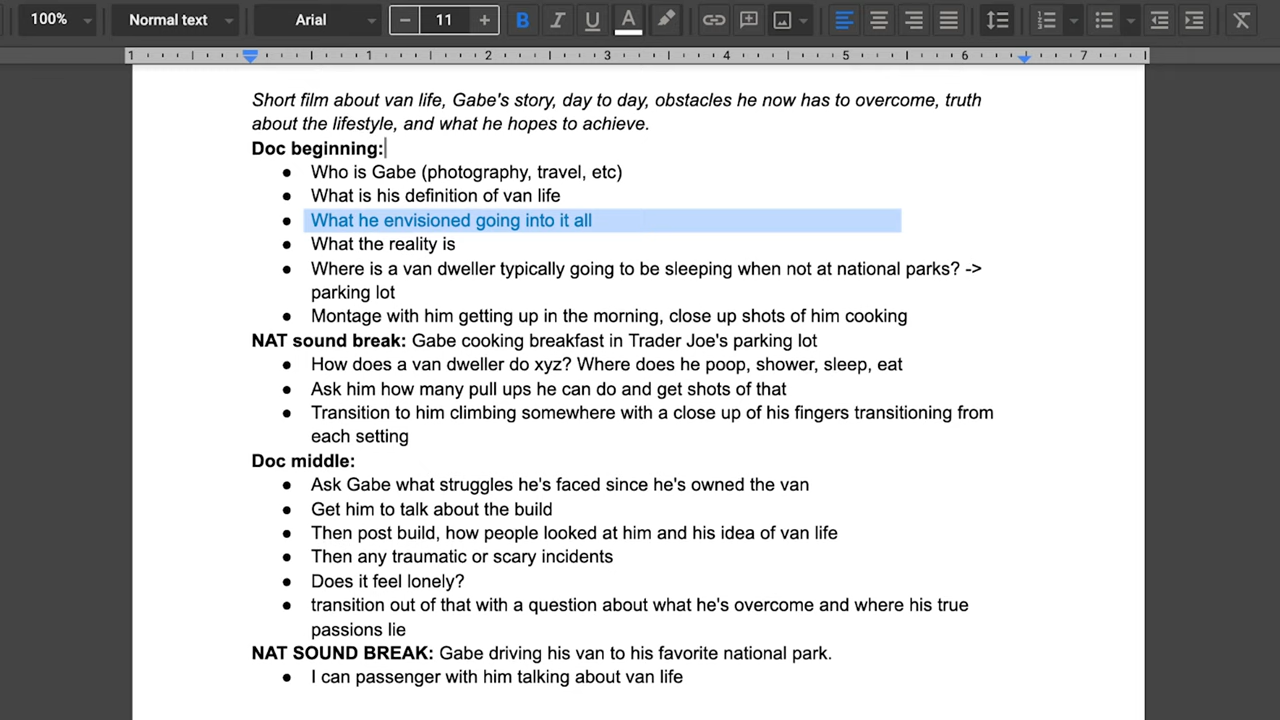 100% Normal text Arial − 11 + B I U A
1 1 2 3 4 5 6 7
Short film about van life, Gabe's story, day to day, obstacles he now has to overcome, truth
about the lifestyle, and what he hopes to achieve.
Doc beginning:
● Who is Gabe (photography, travel, etc)
● What is his definition of van life
● What he envisioned going into it all
● What the reality is
● Where is a van dweller typically going to be sleeping when not at national parks? ->
parking lot
● Montage with him getting up in the morning, close up shots of him cooking
NAT sound break: Gabe cooking breakfast in Trader Joe's parking lot
● How does a van dweller do xyz? Where does he poop, shower, sleep, eat
● Ask him how many pull ups he can do and get shots of that
● Transition to him climbing somewhere with a close up of his fingers transitioning from
each setting
Doc middle:
● Ask Gabe what struggles he's faced since he's owned the van
● Get him to talk about the build
● Then post build, how people looked at him and his idea of van life
● Then any traumatic or scary incidents
● Does it feel lonely?
● transition out of that with a question about what he's overcome and where his true
passions lie
NAT SOUND BREAK: Gabe driving his van to his favorite national park.
● I can passenger with him talking about van life